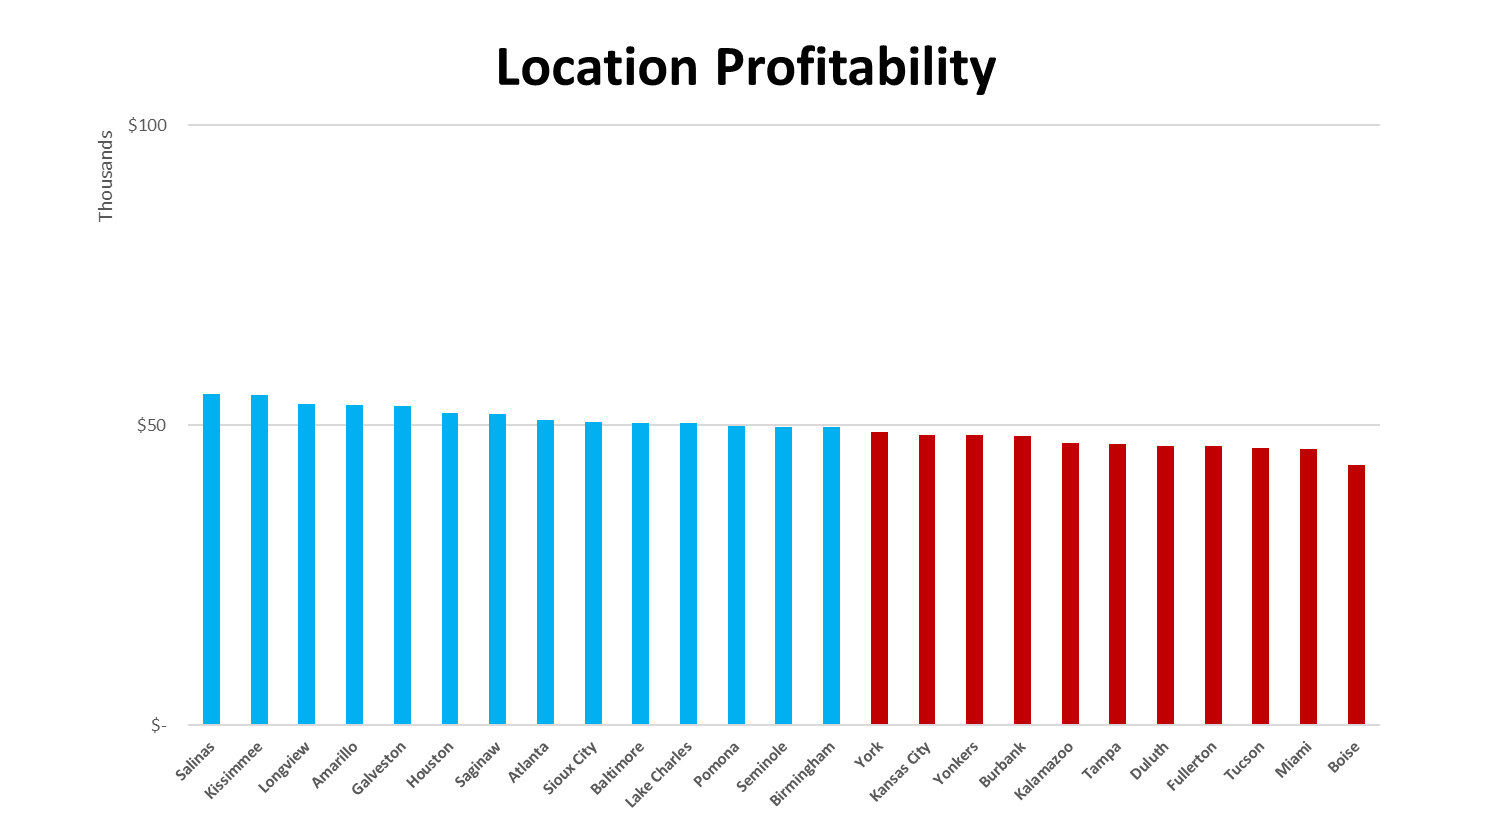 Location Profitability
Thousands
$100
$50
$-
Salinas
Kissimmee
Longview
Amarillo
Galveston
Houston
Saginaw
Atlanta
Sioux City
Baltimore
Lake Charles
Pomona
Seminole
Birmingham
York
Kansas City
Yonkers
Burbank
Kalamazoo
Tampa
Duluth
Fullerton
Tucson
Miami
Boise